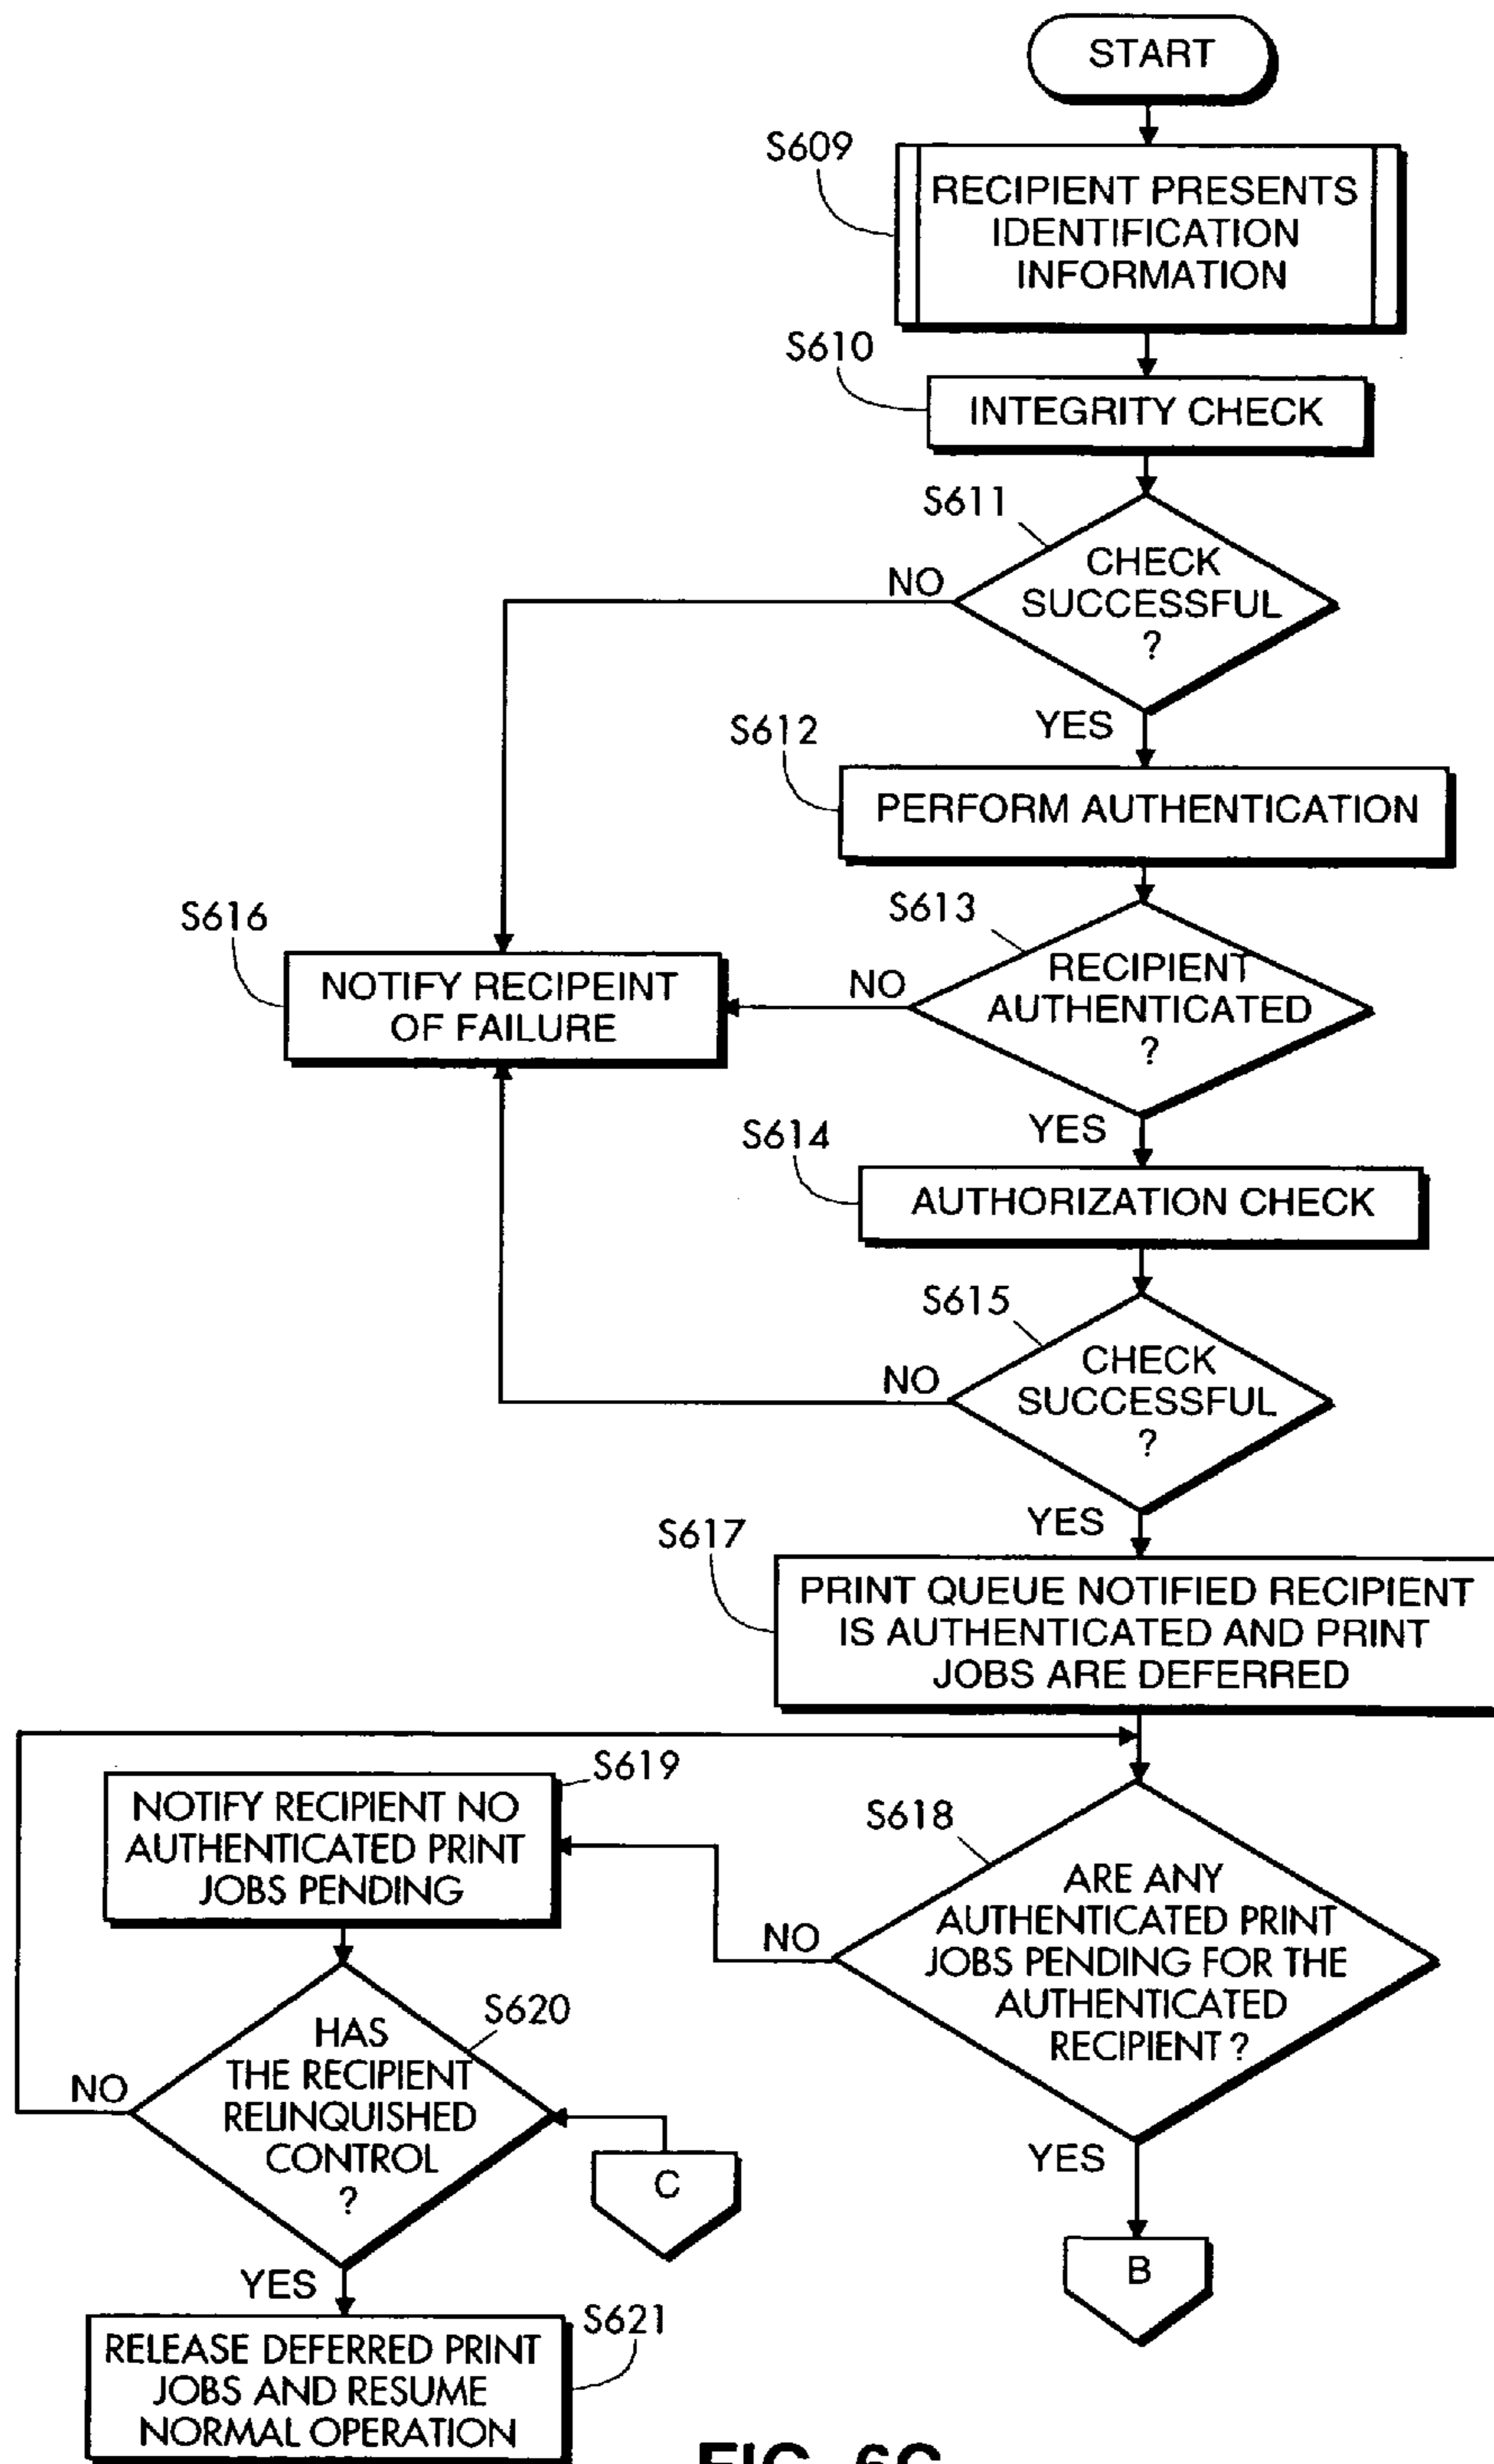 START
S609
RECIPIENT PRESENTS
IDENTIFICATION
INFORMATION
S610
INTEGRITY CHECK
S611
CHECK
SUCCESSFUL
?
NO
YES
S612
PERFORM AUTHENTICATION
S613
RECIPIENT
AUTHENTICATED
?
NO
S616
NOTIFY RECIPEINT
OF FAILURE
YES
S614
AUTHORIZATION CHECK
S615
CHECK
SUCCESSFUL
?
NO
YES
S617
PRINT QUEUE NOTIFIED RECIPIENT
IS AUTHENTICATED AND PRINT
JOBS ARE DEFERRED
S619
NOTIFY RECIPIENT NO
AUTHENTICATED PRINT
JOBS PENDING
S618
ARE ANY
AUTHENTICATED PRINT
JOBS PENDING FOR THE
AUTHENTICATED
RECIPIENT ?
NO
S620
HAS
THE RECIPIENT
RELINQUISHED
CONTROL
?
NO
C
YES
B
YES
S621
RELEASE DEFERRED PRINT
JOBS AND RESUME
NORMAL OPERATION
FIG. 6C